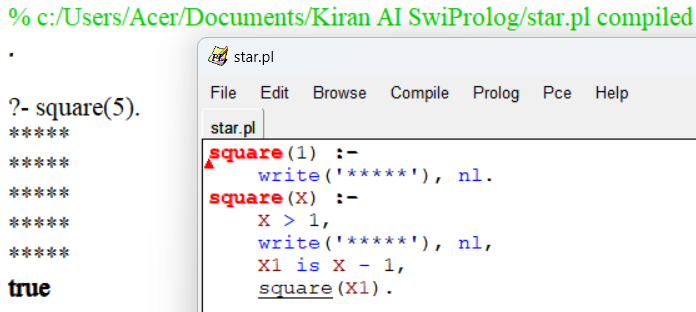 % c:/Users/Acer/Documents/Kiran AI SwiProlog/star.pl compiled
.
?- square(5).
*****
*****
*****
*****
*****
true
star.pl
File Edit Browse Compile Prolog Pce Help
star.pl
square(1) :-
    write('*****'), nl.
square(X) :-
    X > 1,
    write('*****'), nl,
    X1 is X - 1,
    square(X1).